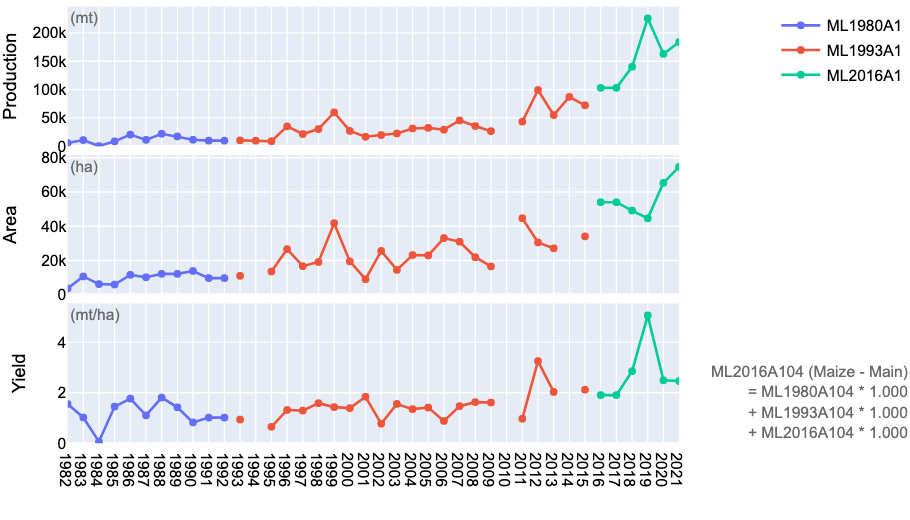 (mt)
Production
200k
150k
100k
50k
0
ML1980A1
ML1993A1
ML2016A1
(ha)
Area
80k
60k
40k
20k
0
(mt/ha)
Yield
4
2
0
1982
1983
1984
1985
1986
1987
1988
1989
1990
1991
1992
1993
1994
1995
1996
1997
1998
1999
2000
2001
2002
2003
2004
2005
2006
2007
2008
2009
2010
2011
2012
2013
2014
2015
2016
2017
2018
2019
2020
2021
ML2016A104 (Maize - Main)
= ML1980A104 * 1.000
+ ML1993A104 * 1.000
+ ML2016A104 * 1.000